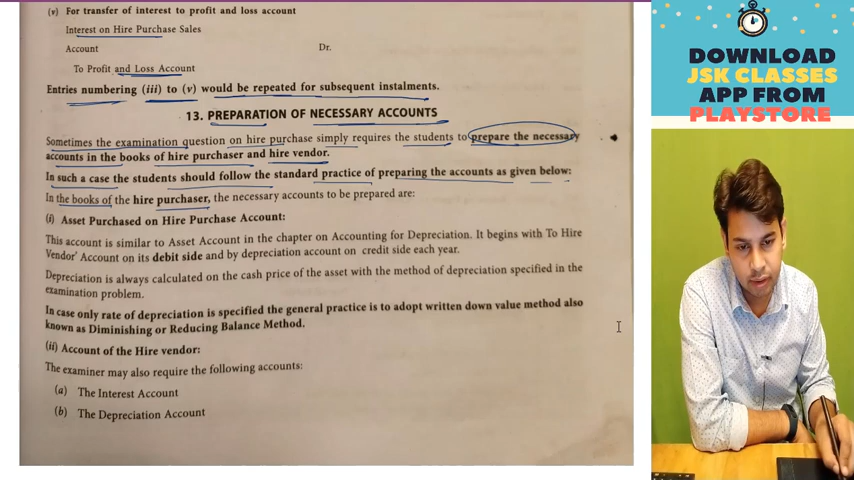 (v) For transfer of interest to profit and loss account
Interest on Hire Purchase Sales
Account Dr.
To Profit and Loss Account
Entries numbering (iii) to (v) would be repeated for subsequent instalments.
13. PREPARATION OF NECESSARY ACCOUNTS
Sometimes the examination question on hire purchase simply requires the students to prepare the necessary
accounts in the books of hire purchaser and hire vendor.
In such a case the students should follow the standard practice of preparing the accounts as given below:
In the books of the hire purchaser, the necessary accounts to be prepared are:
(i) Asset Purchased on Hire Purchase Account:
This account is similar to Asset Account in the chapter on Accounting for Depreciation. It begins with To Hire
Vendor' Account on its debit side and by depreciation account on credit side each year.
Depreciation is always calculated on the cash price of the asset with the method of depreciation specified in the
examination problem.
In case only rate of depreciation is specified the general practice is to adopt written down value method also
known as Diminishing or Reducing Balance Method.
(ii) Account of the Hire vendor:
The examiner may also require the following accounts:
(a) The Interest Account
(b) The Depreciation Account
DOWNLOAD
JSK CLASSES
APP FROM
PLAYSTORE